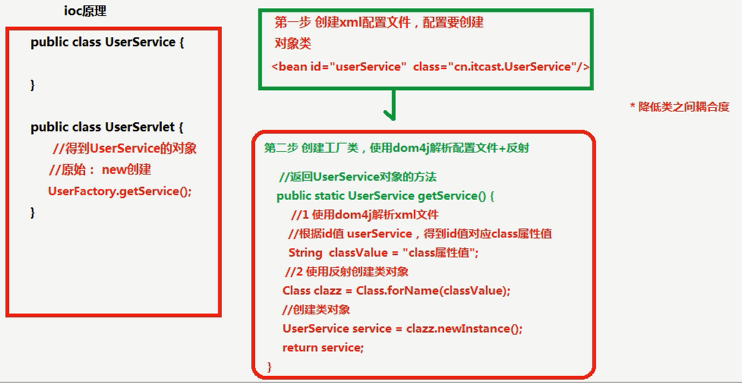 ioc原理
public class UserService {
}
public class UserServlet {
//得到UserService的对象
//原始： new创建
UserFactory.getService();
}
第一步 创建xml配置文件，配置要创建
对象类
<bean id="userService" class="cn.itcast.UserService"/>
* 降低类之间耦合度
第二步 创建工厂类，使用dom4j解析配置文件+反射
//返回UserService对象的方法
public static UserService getService() {
//1 使用dom4j解析xml文件
//根据id值 userService，得到id值对应class属性值
String classValue = "class属性值";
//2 使用反射创建类对象
Class clazz = Class.forName(classValue);
//创建类对象
UserService service = clazz.newInstance();
return service;
}